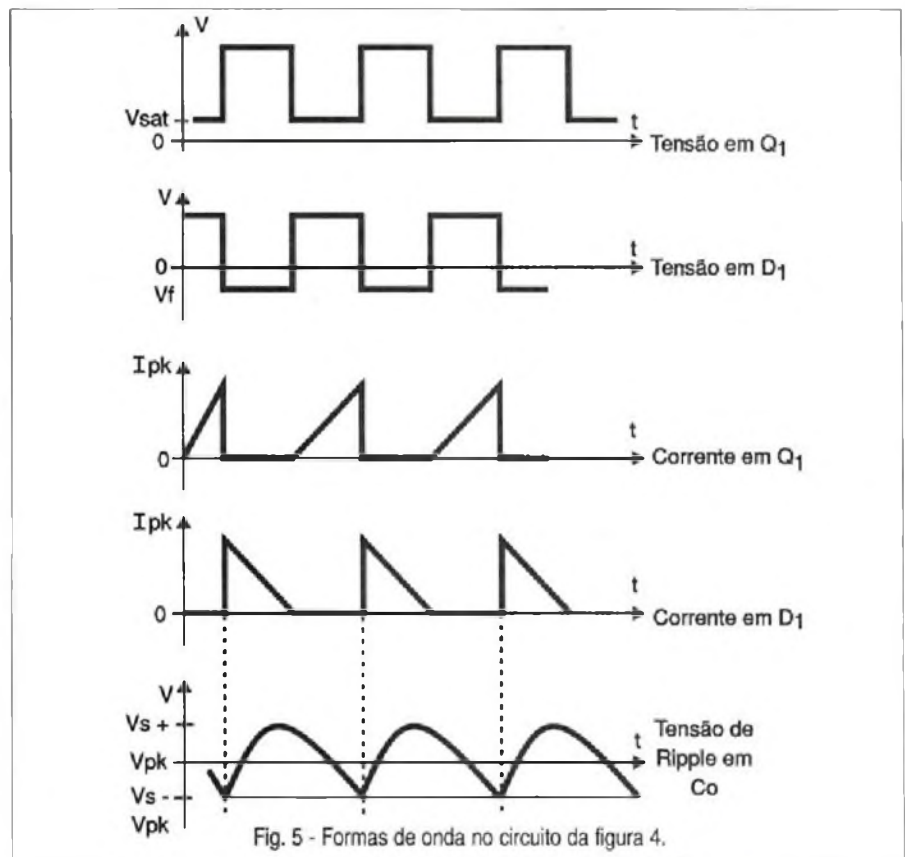 V
Vsat
t
0
Tensão em Q1
V
t
0
Tensão em D1
Vf
Ipk
t
0
Corrente em Q1
Ipk
t
0
Corrente em D1
V
Vs +
t
Tensão de
Vpk
Ripple em
Vs -
Co
Vpk
Fig. 5 - Formas de onda no circuito da figura 4.